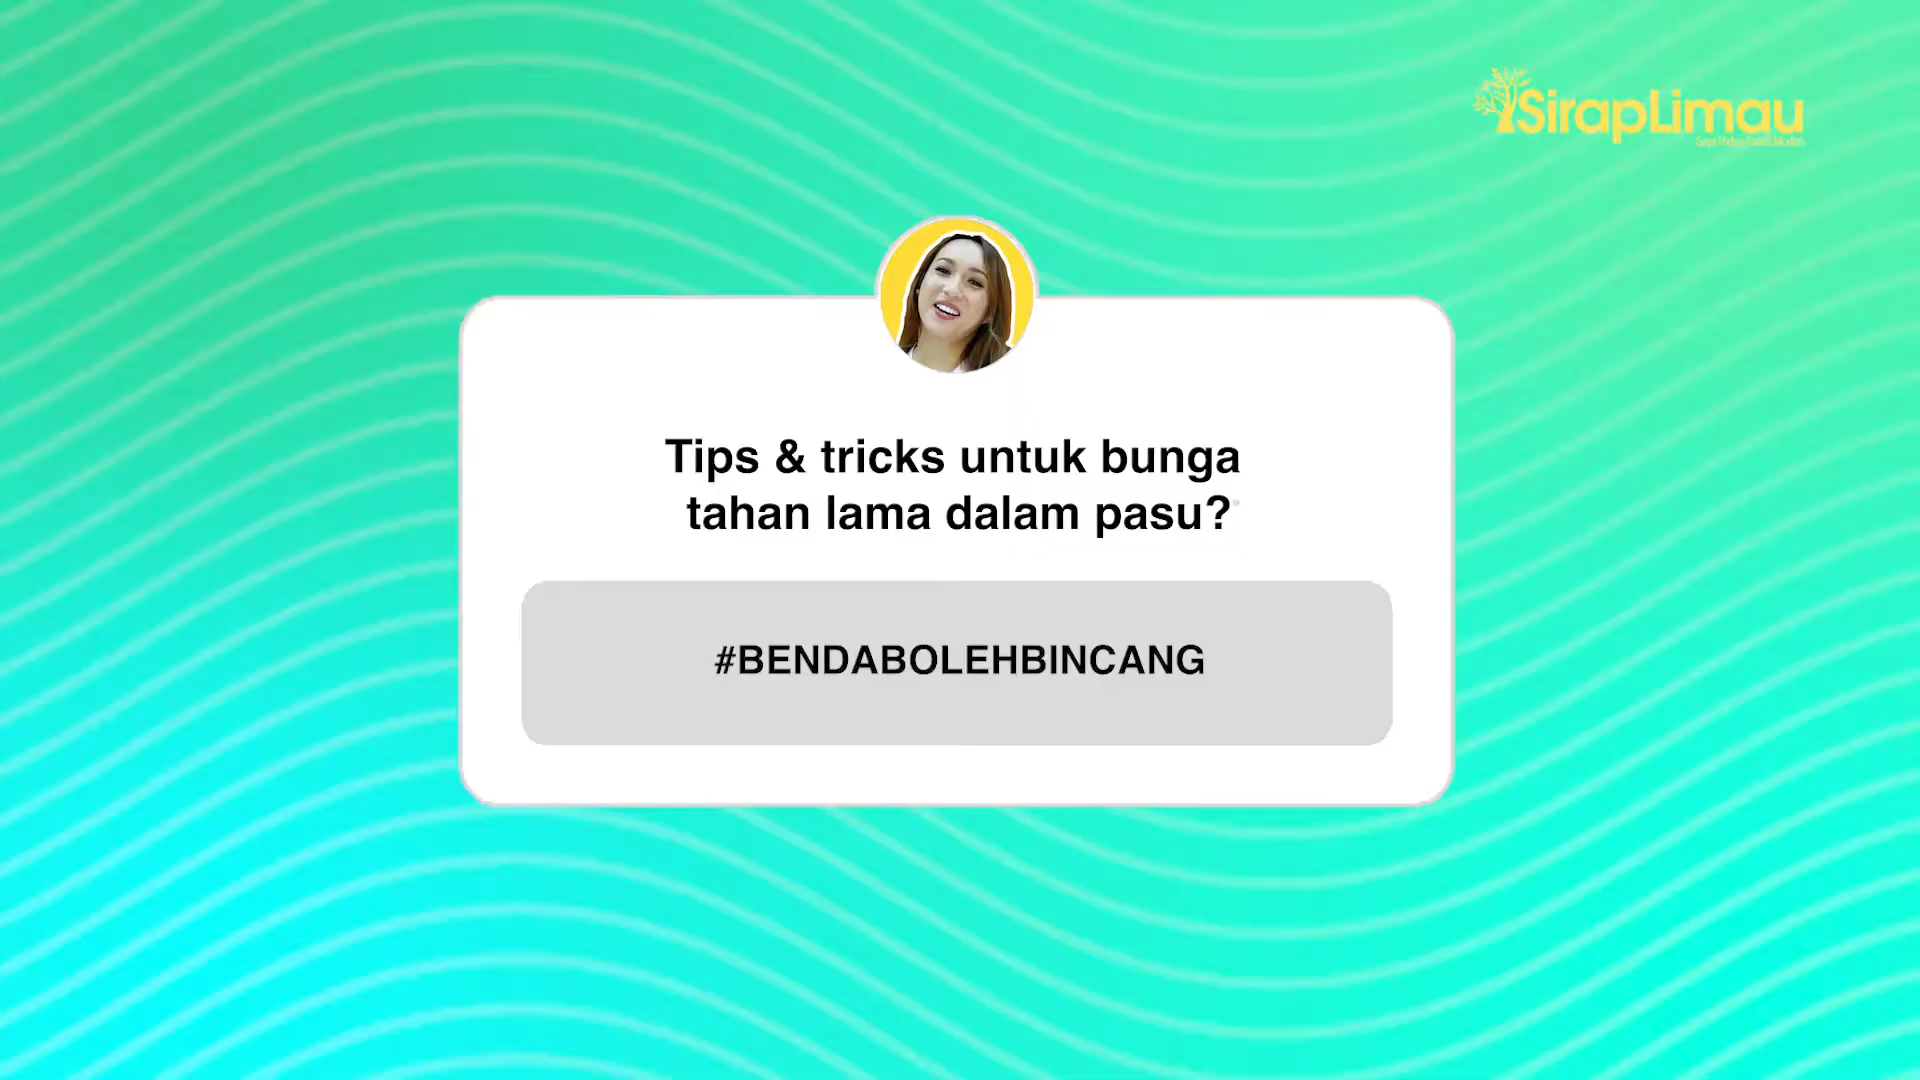 SirapLimau
Tips & tricks untuk bunga
tahan lama dalam pasu?
#BENDABOLEHBINCANG